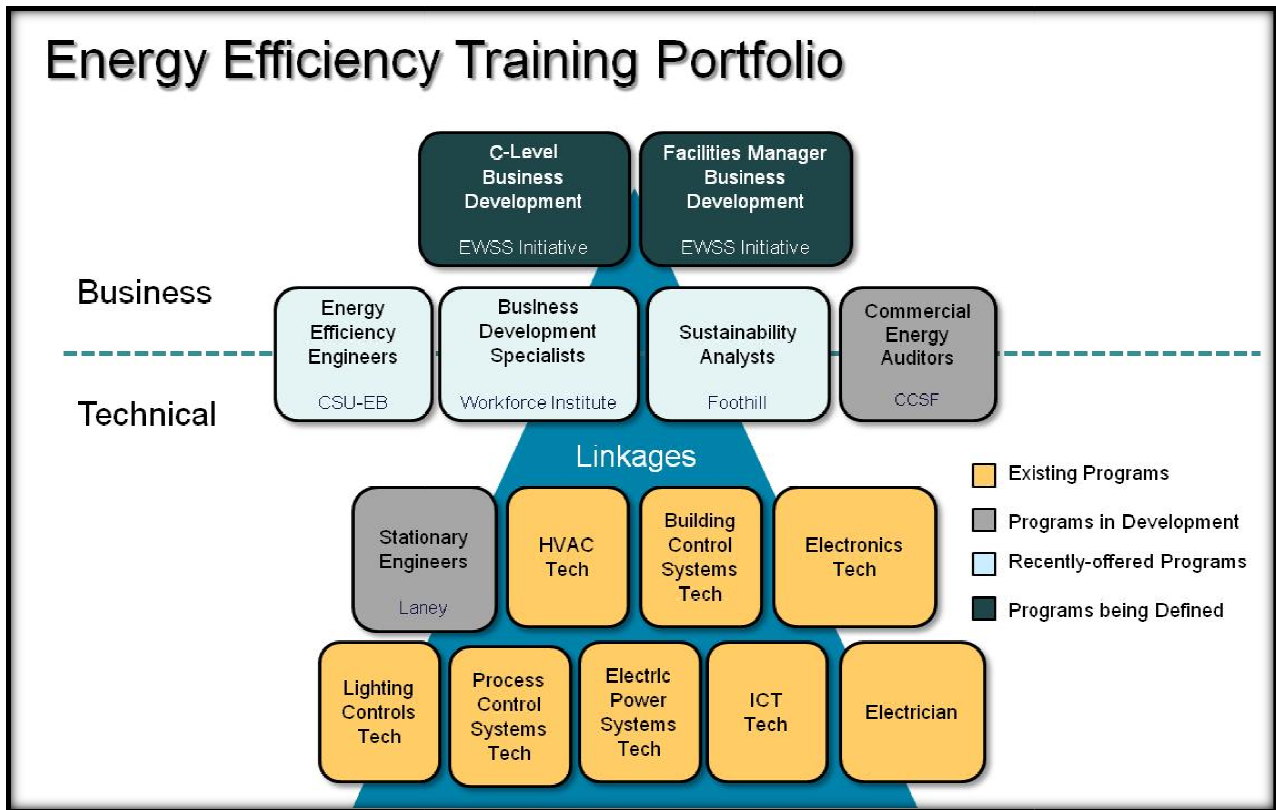 Energy Efficiency Training Portfolio
C-Level
Business
Development
EWSS Initiative
Facilities Manager
Business
Development
EWSS Initiative
Business
Energy
Efficiency
Engineers
CSU-EB
Business
Development
Specialists
Workforce Institute
Sustainability
Analysts
Foothill
Commercial
Energy
Auditors
CCSF
Technical
Linkages
Stationary
Engineers
Laney
HVAC
Tech
Building
Control
Systems
Tech
Electronics
Tech
Existing Programs
Programs in Development
Recently-offered Programs
Programs being Defined
Lighting
Controls
Tech
Process
Control
Systems
Tech
Electric
Power
Systems
Tech
ICT
Tech
Electrician